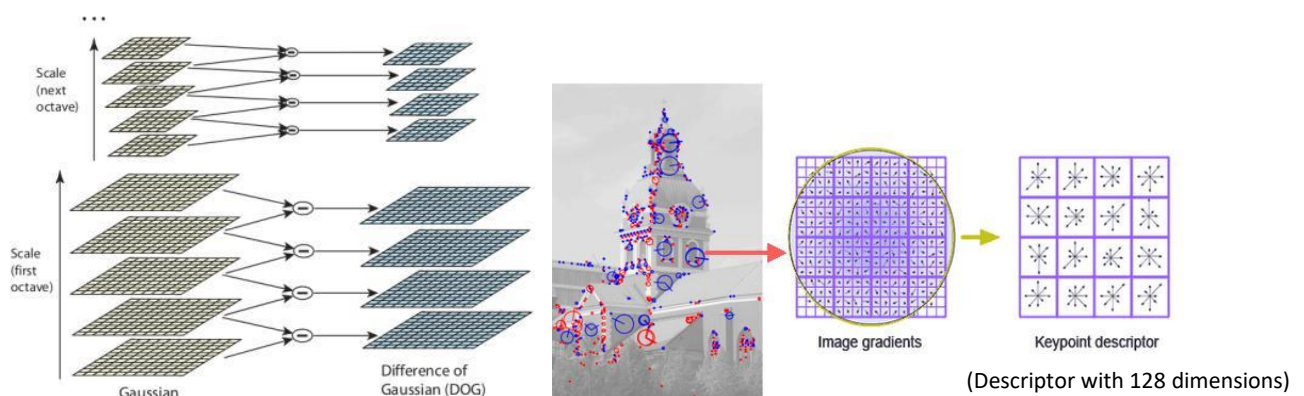 ...
Scale
(next
octave)
Scale
(first
octave)
Gaussian
Difference of
Gaussian (DOG)
Image gradients
Keypoint descriptor
(Descriptor with 128 dimensions)